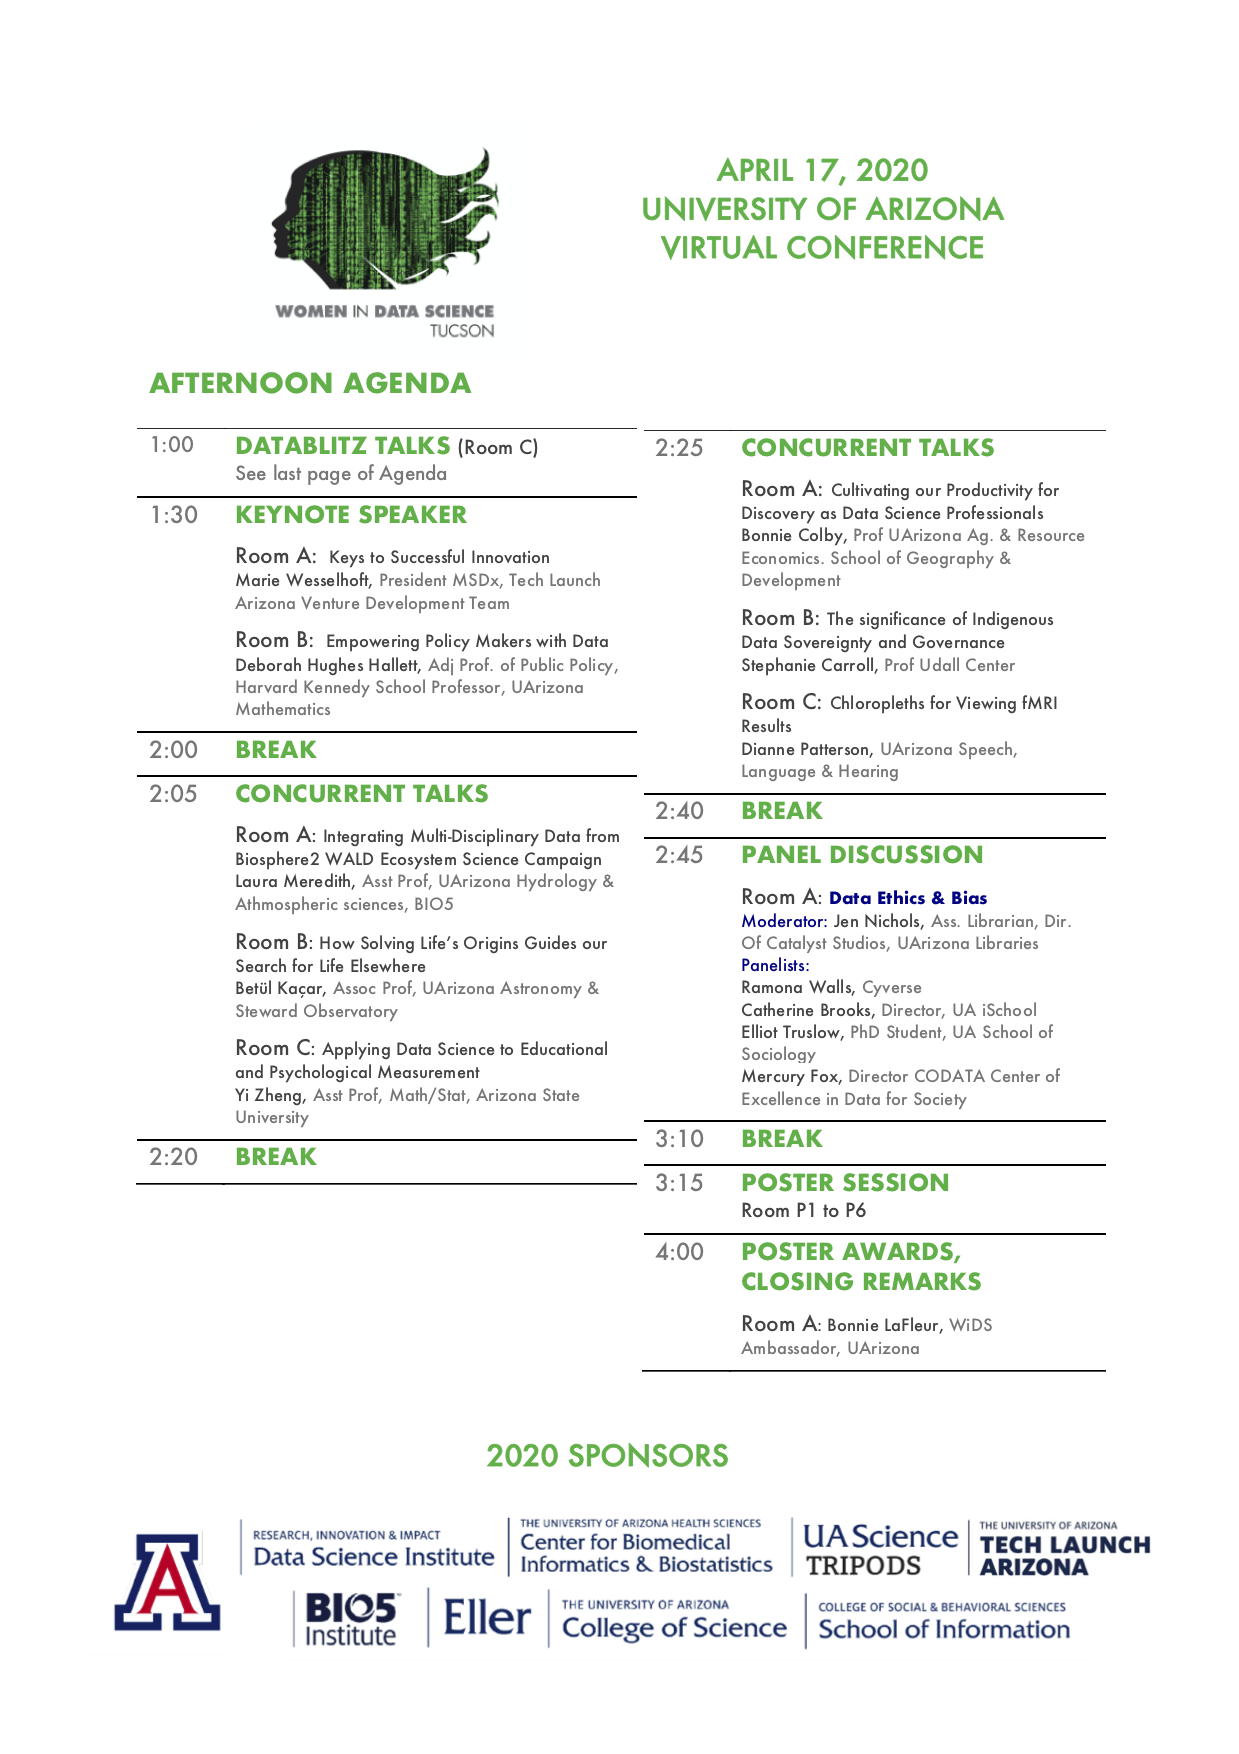 APRIL 17, 2020
UNIVERSITY OF ARIZONA
VIRTUAL CONFERENCE
WOMEN IN DATA SCIENCE
TUCSON
AFTERNOON AGENDA
1:00 DATABLITZ TALKS (Room C)
See last page of Agenda
1:30 KEYNOTE SPEAKER
Room A: Keys to Successful Innovation
Marie Wesselhoft, President MSDx, Tech Launch
Arizona Venture Development Team
Room B: Empowering Policy Makers with Data
Deborah Hughes Hallett, Adj Prof. of Public Policy,
Harvard Kennedy School Professor, UArizona
Mathematics
2:00 BREAK
2:05 CONCURRENT TALKS
Room A: Integrating Multi-Disciplinary Data from
Biosphere2 WALD Ecosystem Science Campaign
Laura Meredith, Asst Prof, UArizona Hydrology &
Athmospheric sciences, BIO5
Room B: How Solving Life's Origins Guides our
Search for Life Elsewhere
Betül Kaçar, Assoc Prof, UArizona Astronomy &
Steward Observatory
Room C: Applying Data Science to Educational
and Psychological Measurement
Yi Zheng, Asst Prof, Math/Stat, Arizona State
University
2:20 BREAK
2:25 CONCURRENT TALKS
Room A: Cultivating our Productivity for
Discovery as Data Science Professionals
Bonnie Colby, Prof UArizona Ag. & Resource
Economics. School of Geography &
Development
Room B: The significance of Indigenous
Data Sovereignty and Governance
Stephanie Carroll, Prof Udall Center
Room C: Chloropleths for Viewing fMRI
Results
Dianne Patterson, UArizona Speech,
Language & Hearing
2:40 BREAK
2:45 PANEL DISCUSSION
Room A: Data Ethics & Bias
Moderator: Jen Nichols, Ass. Librarian, Dir.
Of Catalyst Studios, UArizona Libraries
Panelists:
Ramona Walls, Cyverse
Catherine Brooks, Director, UA iSchool
Elliot Truslow, PhD Student, UA School of
Sociology
Mercury Fox, Director CODATA Center of
Excellence in Data for Society
3:10 BREAK
3:15 POSTER SESSION
Room P1 to P6
4:00 POSTER AWARDS,
CLOSING REMARKS
Room A: Bonnie LaFleur, WiDS
Ambassador, UArizona
2020 SPONSORS
A
RESEARCH, INNOVATION & IMPACT
Data Science Institute
THE UNIVERSITY OF ARIZONA HEALTH SCIENCES
Center for Biomedical
Informatics & Biostatistics
UA Science
TRIPODS
THE UNIVERSITY OF ARIZONA
TECH LAUNCH
ARIZONA
BIO5™
Institute
Eller
THE UNIVERSITY OF ARIZONA
College of Science
COLLEGE OF SOCIAL & BEHAVIORAL SCIENCES
School of Information